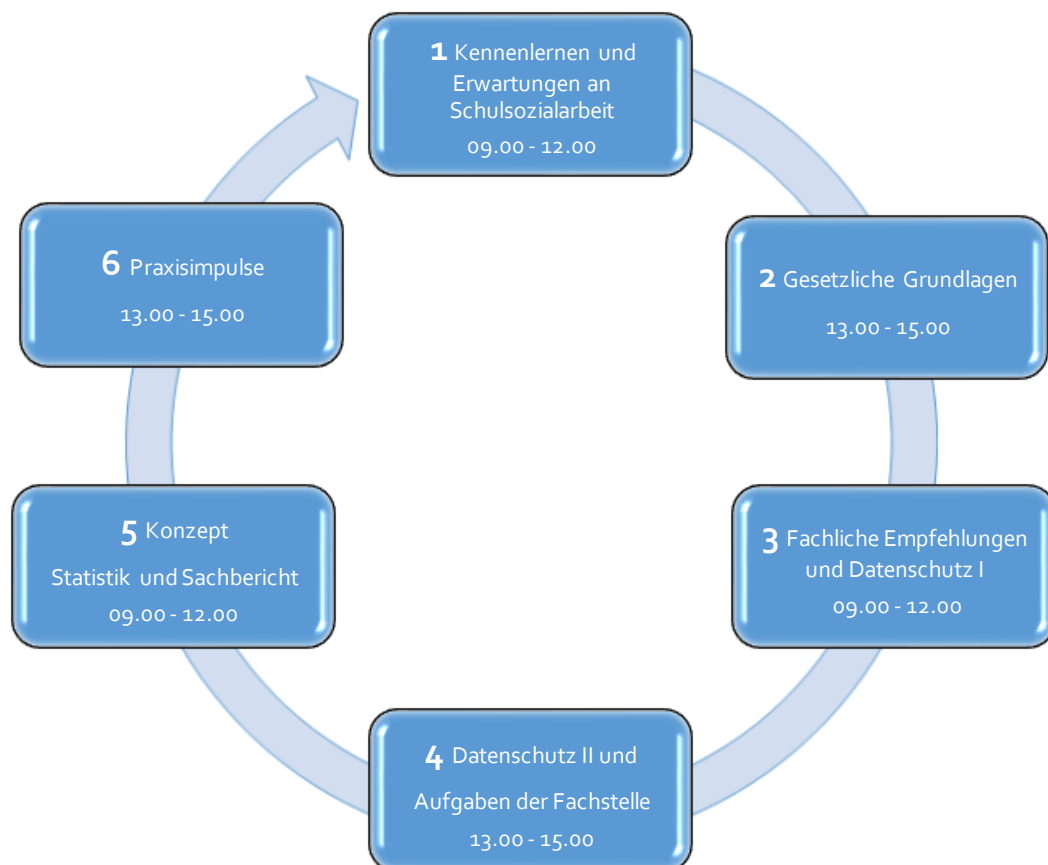 1 Kennenlernen und
Erwartungen an
Schulsozialarbeit
09.00 - 12.00
2 Gesetzliche Grundlagen
13.00 - 15.00
3 Fachliche Empfehlungen
und Datenschutz I
09.00 - 12.00
4 Datenschutz II und
Aufgaben der Fachstelle
13.00 - 15.00
5 Konzept
Statistik und Sachbericht
09.00 - 12.00
6 Praxisimpulse
13.00 - 15.00